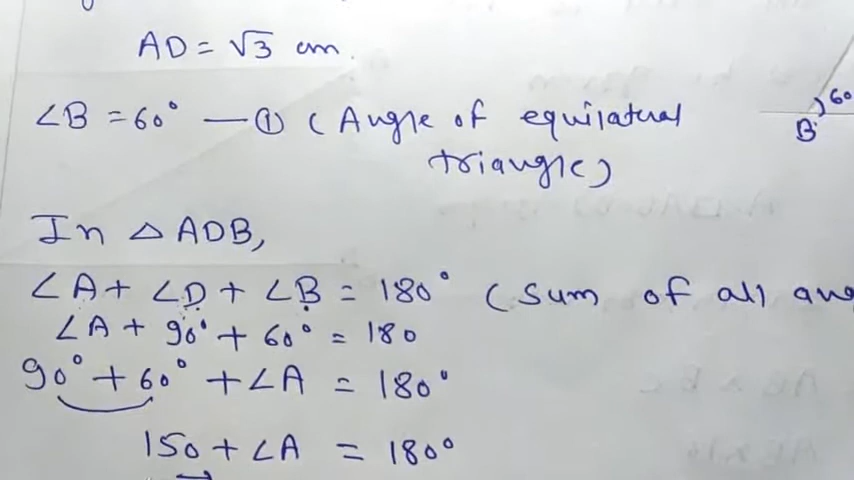 AD = √3 cm.
∠B = 60° — ① (Angle of equilateral
triangle)
60
B
In △ ADB,
∠A + ∠D + ∠B = 180° (Sum of all ang
∠A + 90° + 60° = 180
90° + 60° + ∠A = 180°
150 + ∠A = 180°